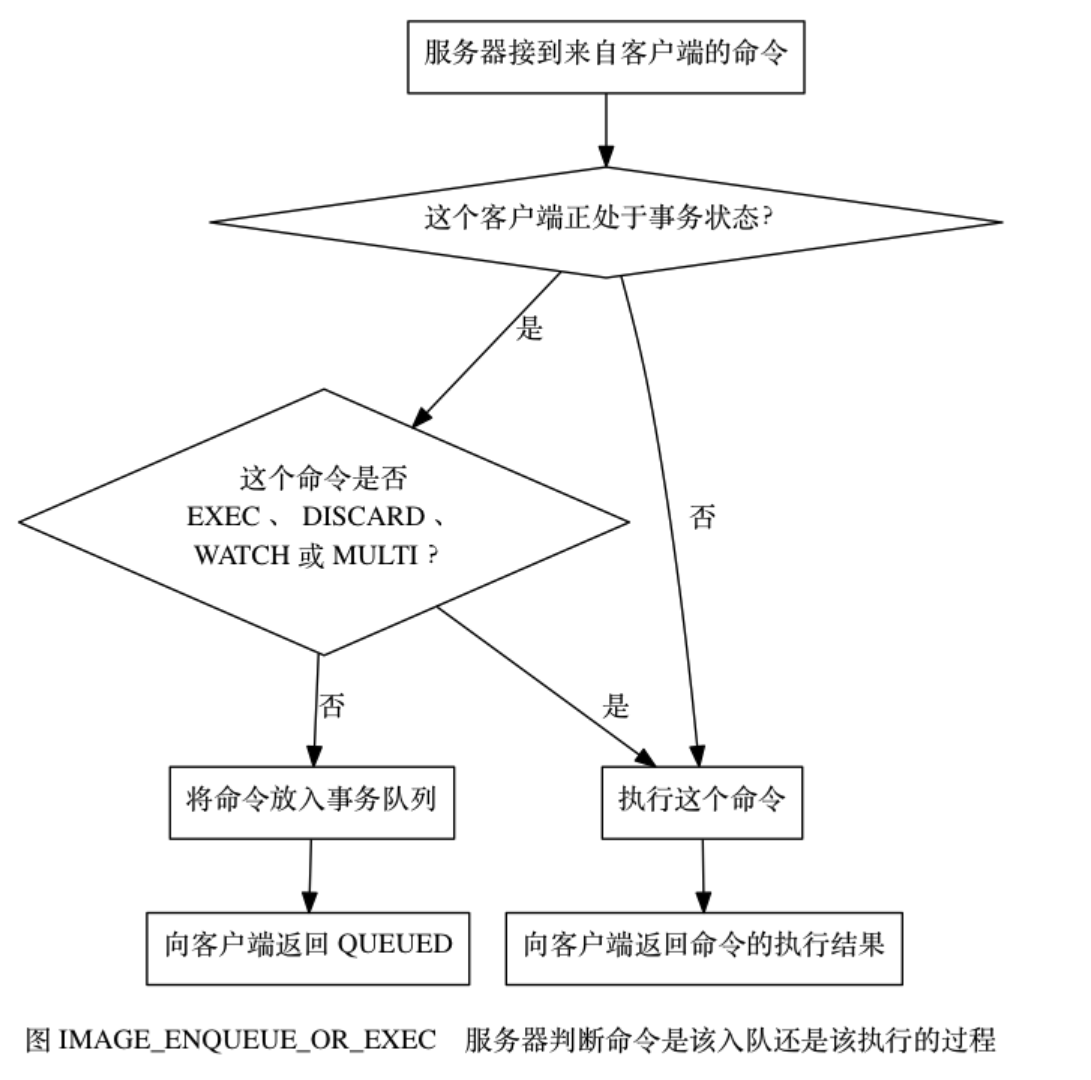 服务器接到来自客户端的命令
这个客户端正处于事务状态?
是
否
这个命令是否
EXEC 、 DISCARD 、
WATCH 或 MULTI ?
否
是
将命令放入事务队列
执行这个命令
向客户端返回 QUEUED
向客户端返回命令的执行结果
图 IMAGE_ENQUEUE_OR_EXEC 服务器判断命令是该入队还是该执行的过程